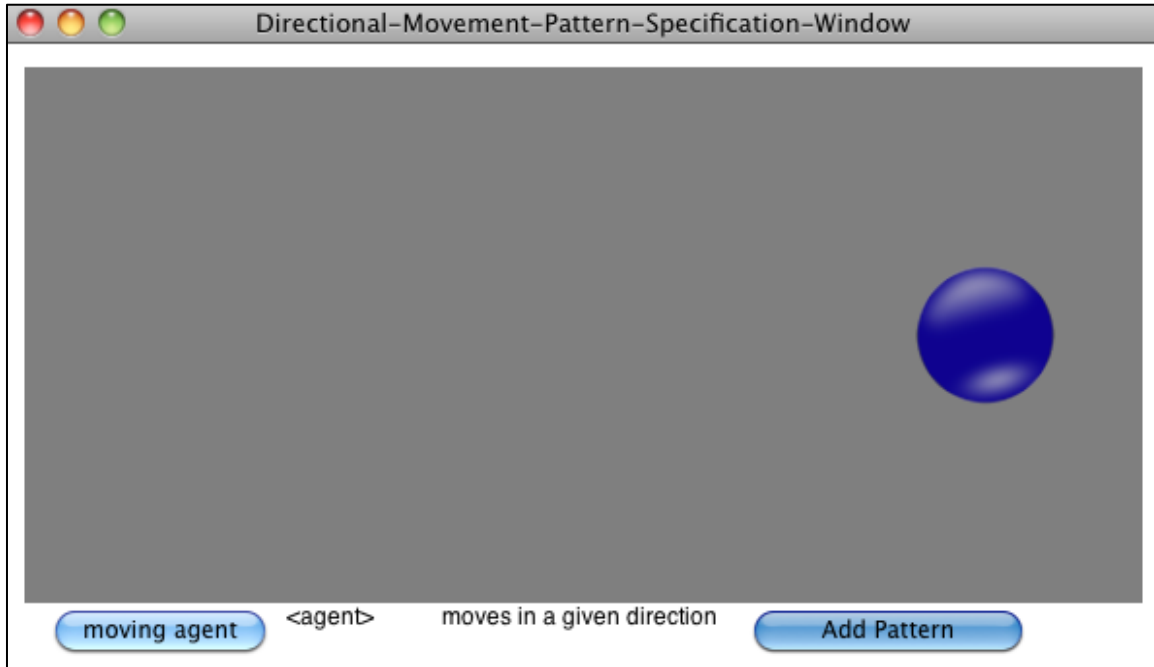 Directional-Movement-Pattern-Specification-Window
moving agent <agent> moves in a given direction Add Pattern